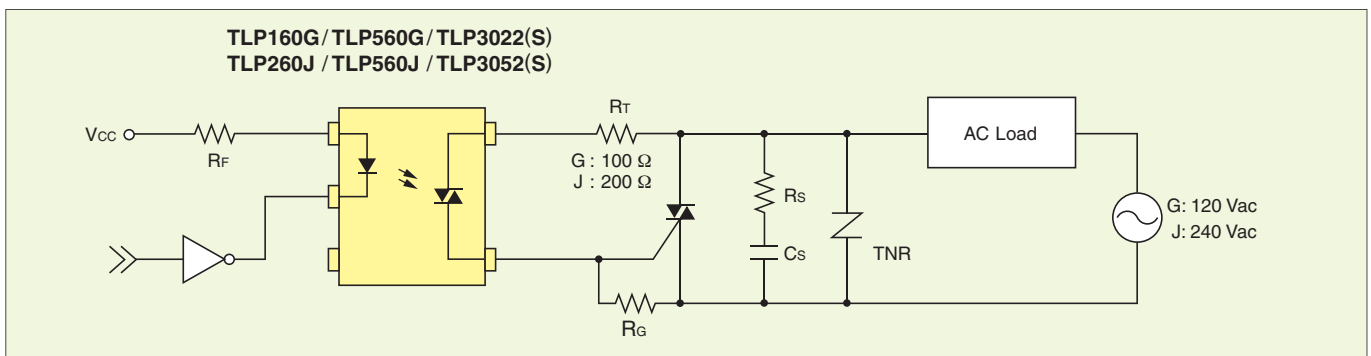 TLP160G/TLP560G/TLP3022(S)
TLP260J /TLP560J /TLP3052(S)
VCC
RF
RT
G : 100 Ω
J : 200 Ω
AC Load
RS
CS
TNR
G: 120 Vac
J: 240 Vac
RG